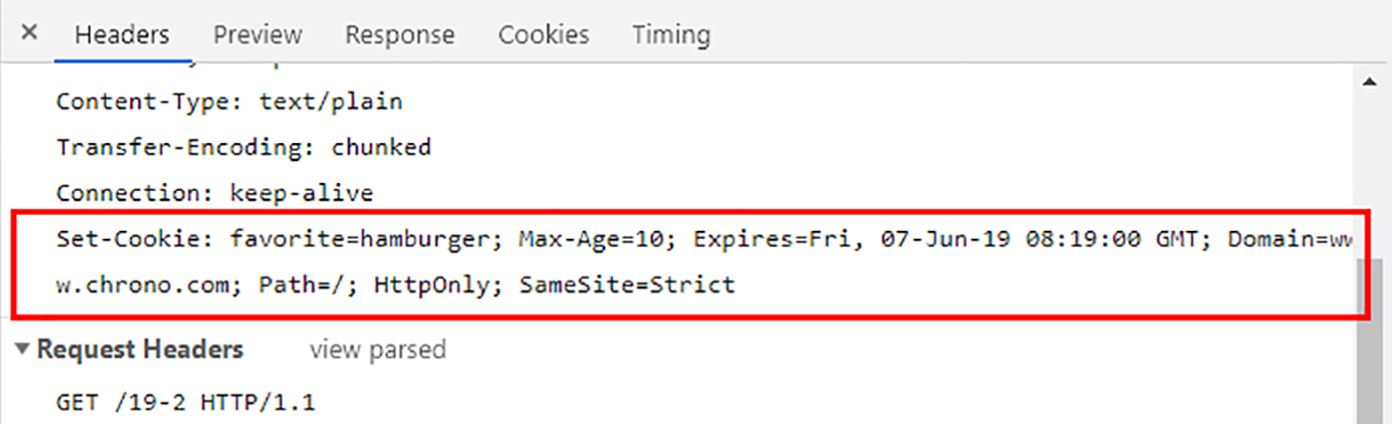 × Headers Preview Response Cookies Timing
Content-Type: text/plain
Transfer-Encoding: chunked
Connection: keep-alive
Set-Cookie: favorite=hamburger; Max-Age=10; Expires=Fri, 07-Jun-19 08:19:00 GMT; Domain=ww
w.chrono.com; Path=/; HttpOnly; SameSite=Strict
▼ Request Headers view parsed
GET /19-2 HTTP/1.1